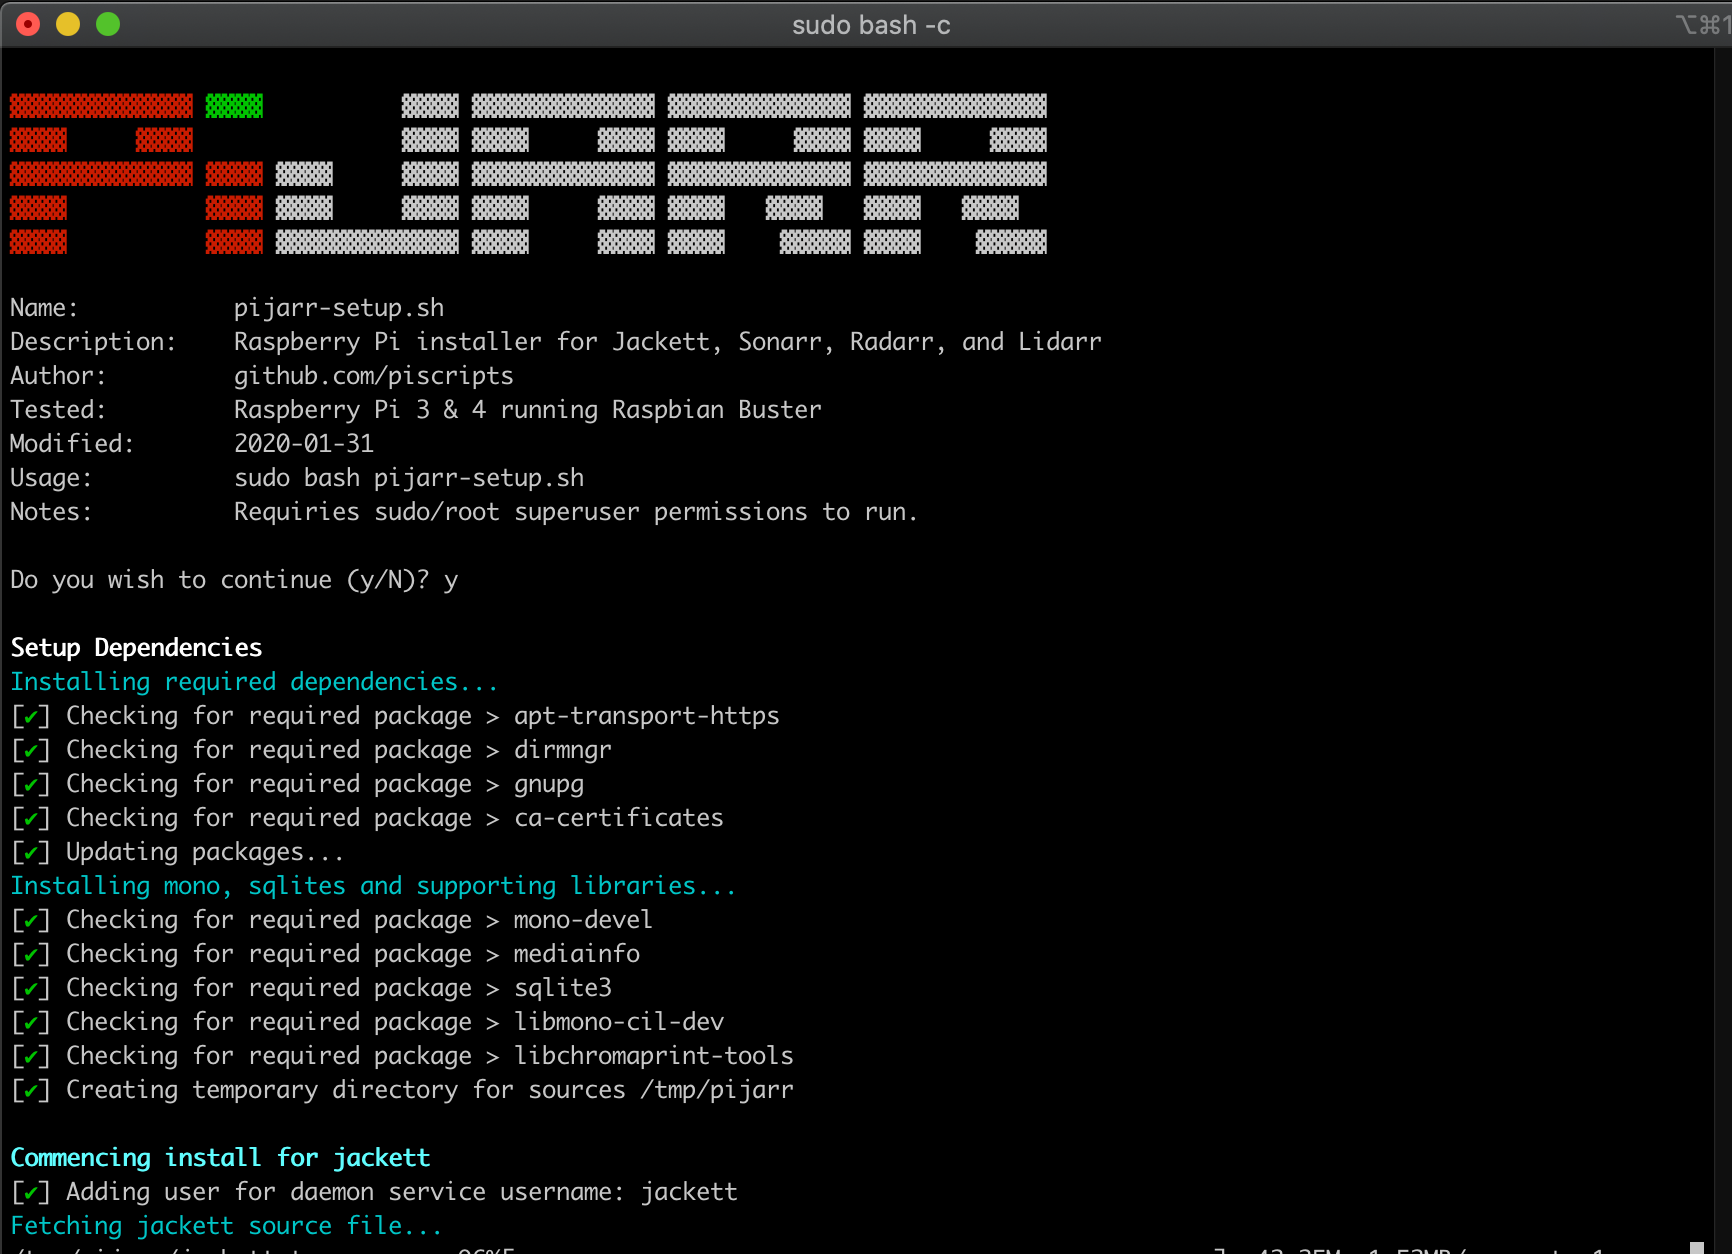 sudo bash -c
⌥⌘1
PiJARR
Name: pijarr-setup.sh
Description: Raspberry Pi installer for Jackett, Sonarr, Radarr, and Lidarr
Author: github.com/piscripts
Tested: Raspberry Pi 3 & 4 running Raspbian Buster
Modified: 2020-01-31
Usage: sudo bash pijarr-setup.sh
Notes: Requiries sudo/root superuser permissions to run.
Do you wish to continue (y/N)? y
Setup Dependencies
Installing required dependencies...
[✔] Checking for required package > apt-transport-https
[✔] Checking for required package > dirmngr
[✔] Checking for required package > gnupg
[✔] Checking for required package > ca-certificates
[✔] Updating packages...
Installing mono, sqlites and supporting libraries...
[✔] Checking for required package > mono-devel
[✔] Checking for required package > mediainfo
[✔] Checking for required package > sqlite3
[✔] Checking for required package > libmono-cil-dev
[✔] Checking for required package > libchromaprint-tools
[✔] Creating temporary directory for sources /tmp/pijarr
Commencing install for jackett
[✔] Adding user for daemon service username: jackett
Fetching jackett source file...